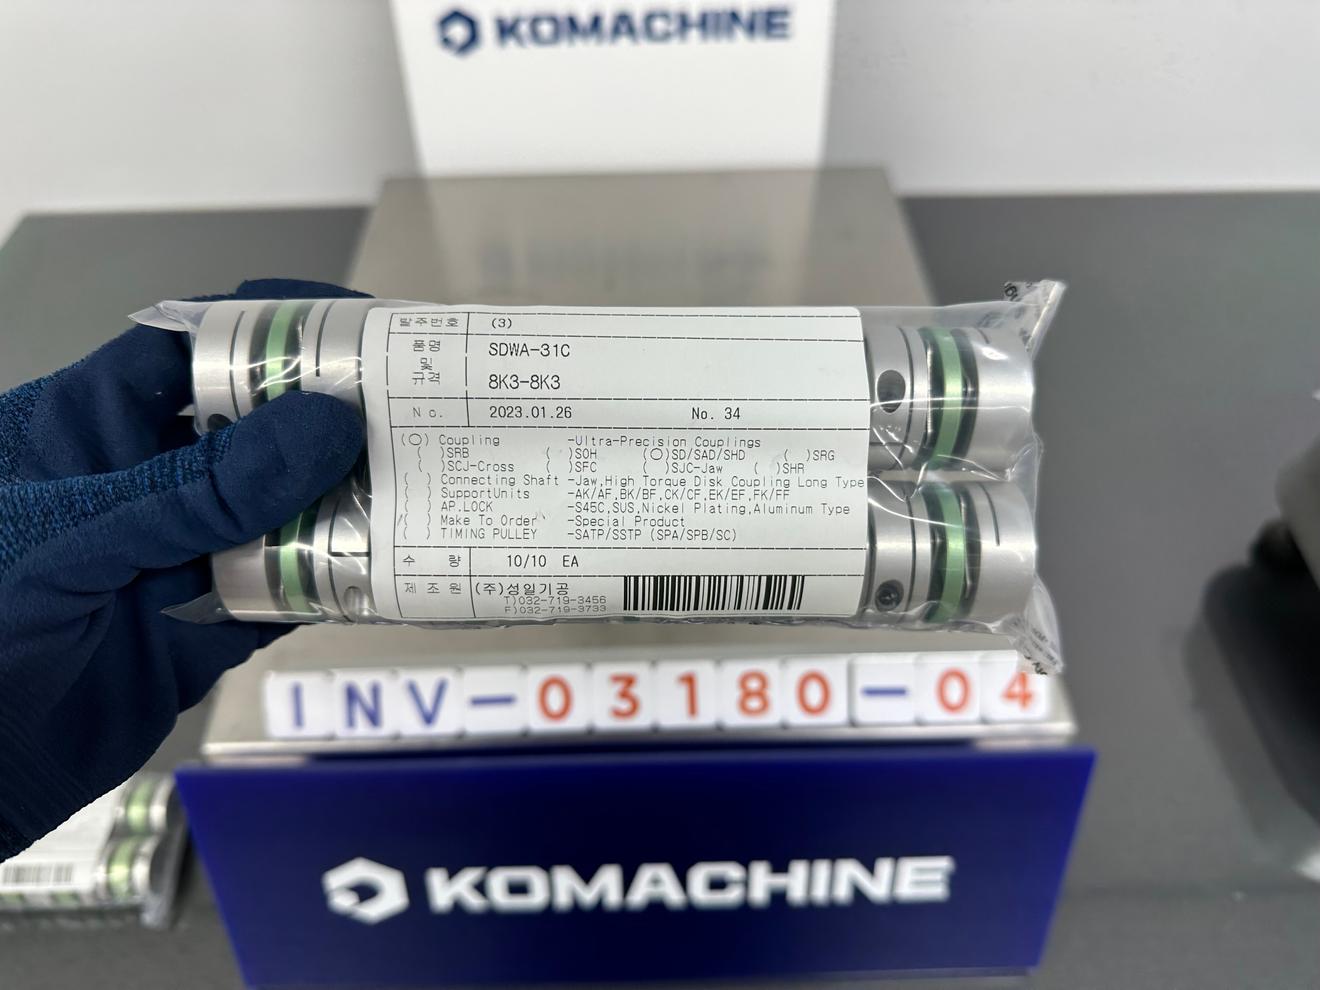 KOMACHINE
발주번호 (3)
품명 및 규격
SDWA-31C
8K3-8K3
No. 2023.01.26 No. 34
(○) Coupling -Ultra-Precision Couplings
( )SRB ( )SOH (○)SD/SAD/SHD ( )SRG
( )SCJ-Cross ( )SFC ( )SJC-Jaw ( )SHR
( ) Connecting Shaft -Jaw,High Torque Disk Coupling Long Type
( ) SupportUnits -AK/AF,BK/BF,CK/CF,EK/EF,FK/FF
( ) AP.LOCK -S45C,SUS,Nickel Plating,Aluminum Type
( ) Make To Order -Special Product
( ) TIMING PULLEY -SATP/SSTP (SPA/SPB/SC)
수 량 10/10 EA
제 조 원 (주)성일기공
T)032-719-3456
F)032-719-3733
INV-03180-04
KOMACHINE